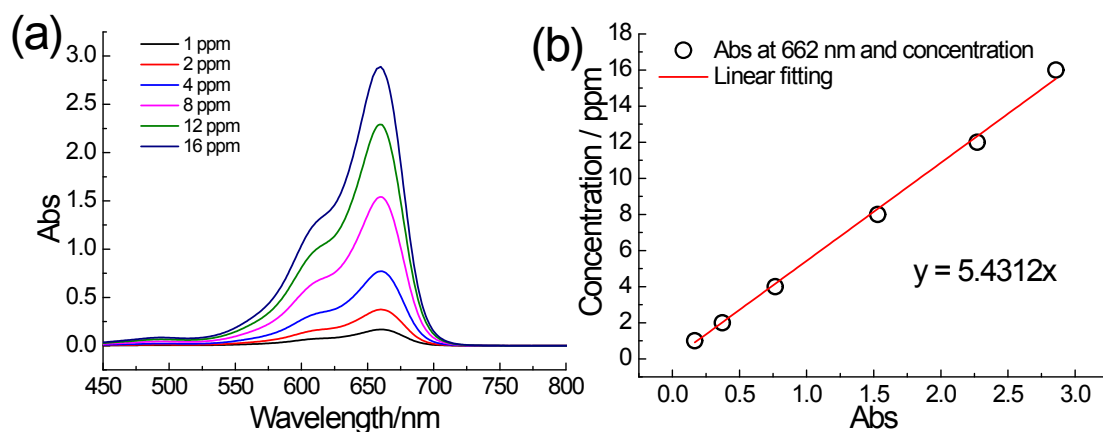 (a)
1 ppm
2 ppm
4 ppm
8 ppm
12 ppm
16 ppm
3.0
2.5
2.0
1.5
1.0
0.5
0.0
Abs
450 500 550 600 650 700 750 800
Wavelength/nm
(b)
Abs at 662 nm and concentration
Linear fitting
18
16
14
12
10
8
6
4
2
0
Concentration / ppm
y = 5.4312x
0.0 0.5 1.0 1.5 2.0 2.5 3.0
Abs